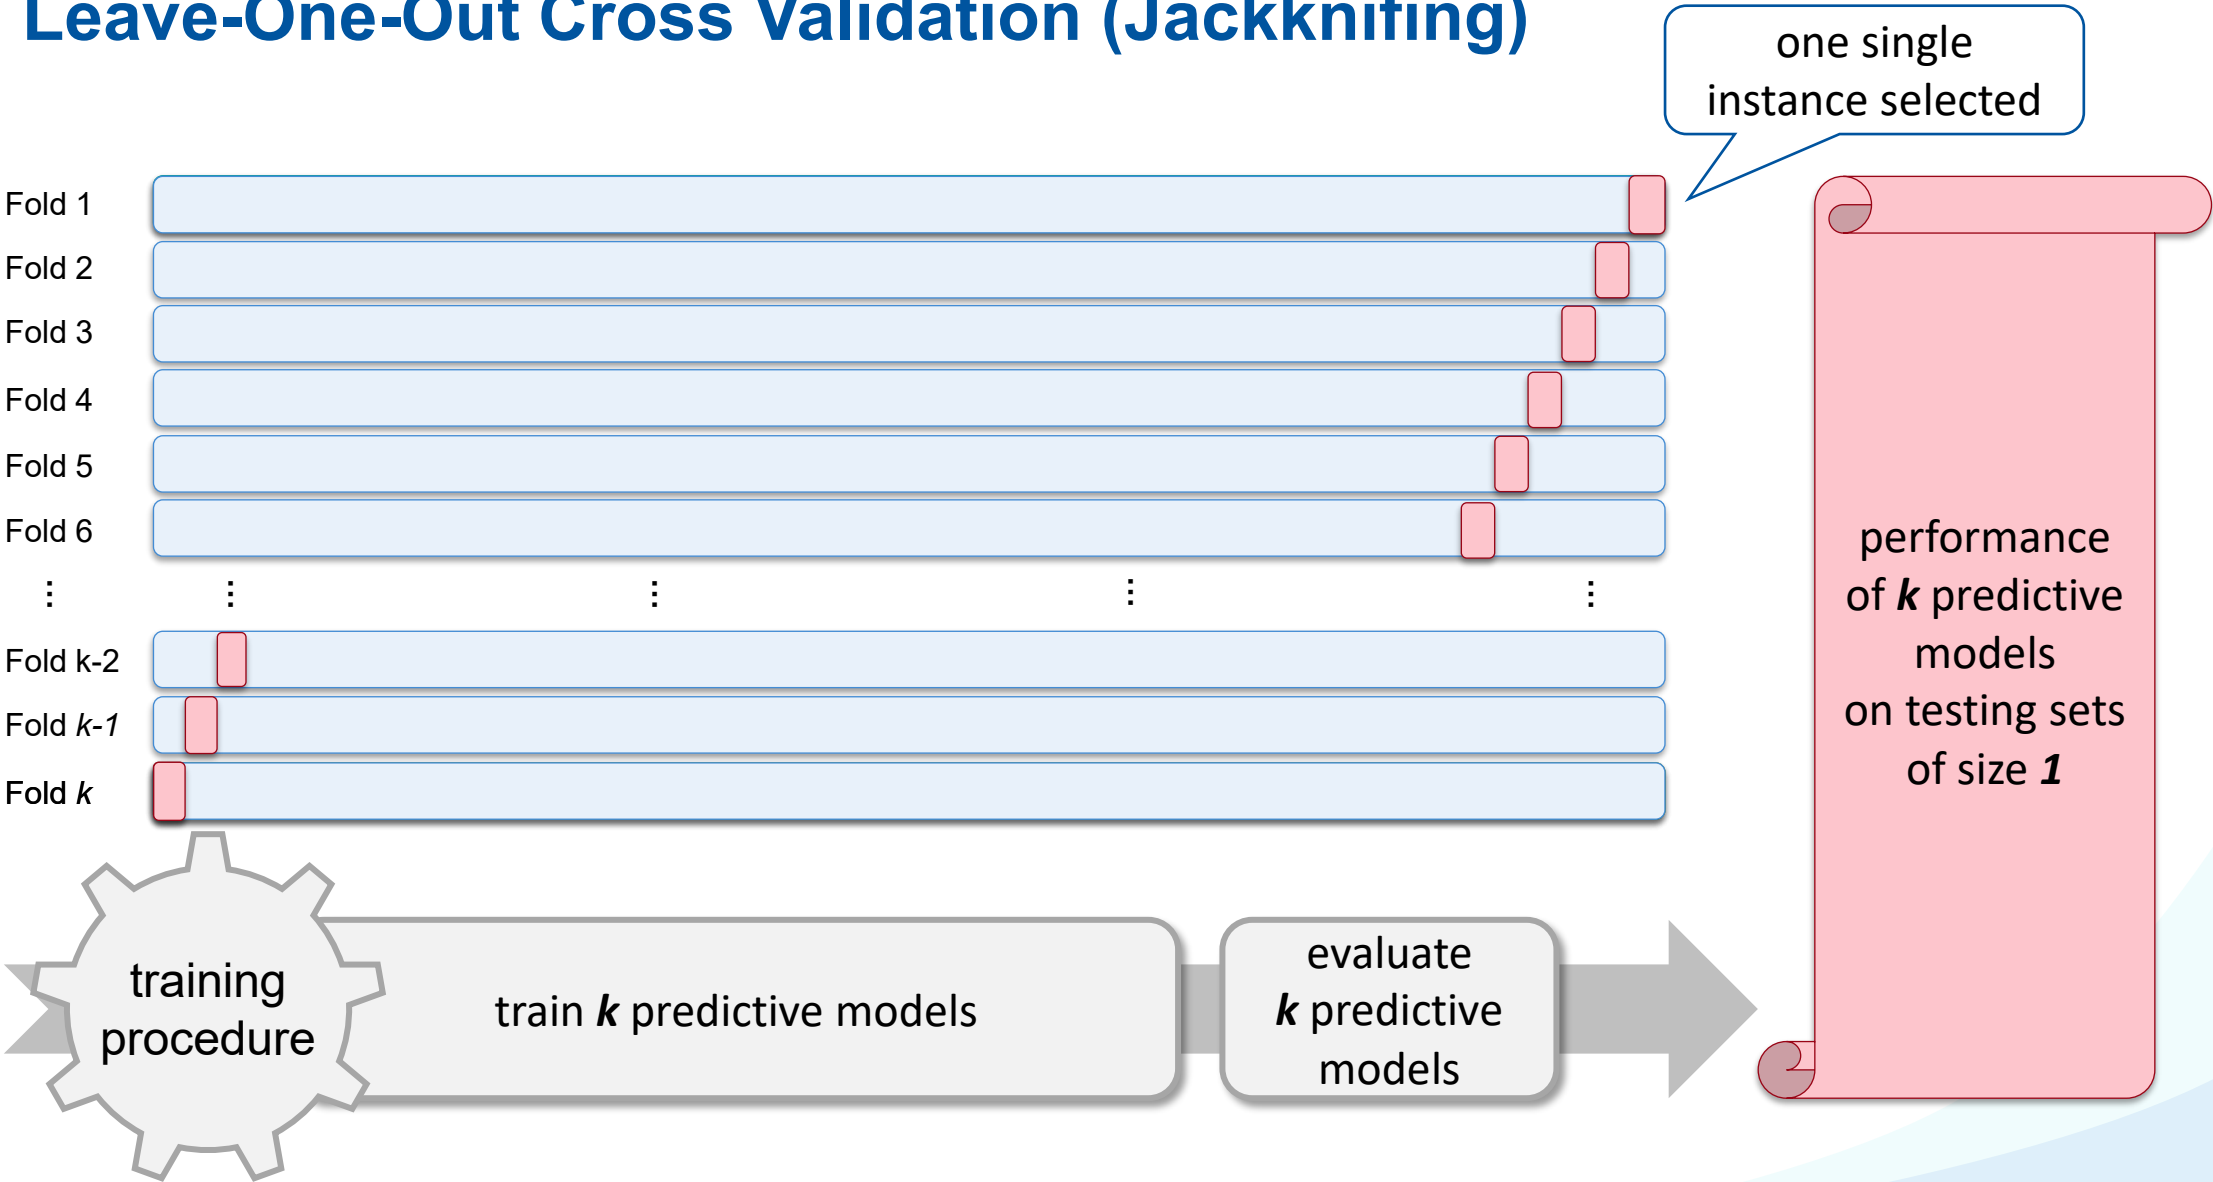 Leave-One-Out Cross Validation (Jackknifing)
one single
instance selected
Fold 1
Fold 2
Fold 3
Fold 4
Fold 5
Fold 6
⋮ ⋮ ⋮ ⋮ ⋮
Fold k-2
Fold k-1
Fold k
performance
of k predictive
models
on testing sets
of size 1
training
procedure
train k predictive models
evaluate
k predictive
models